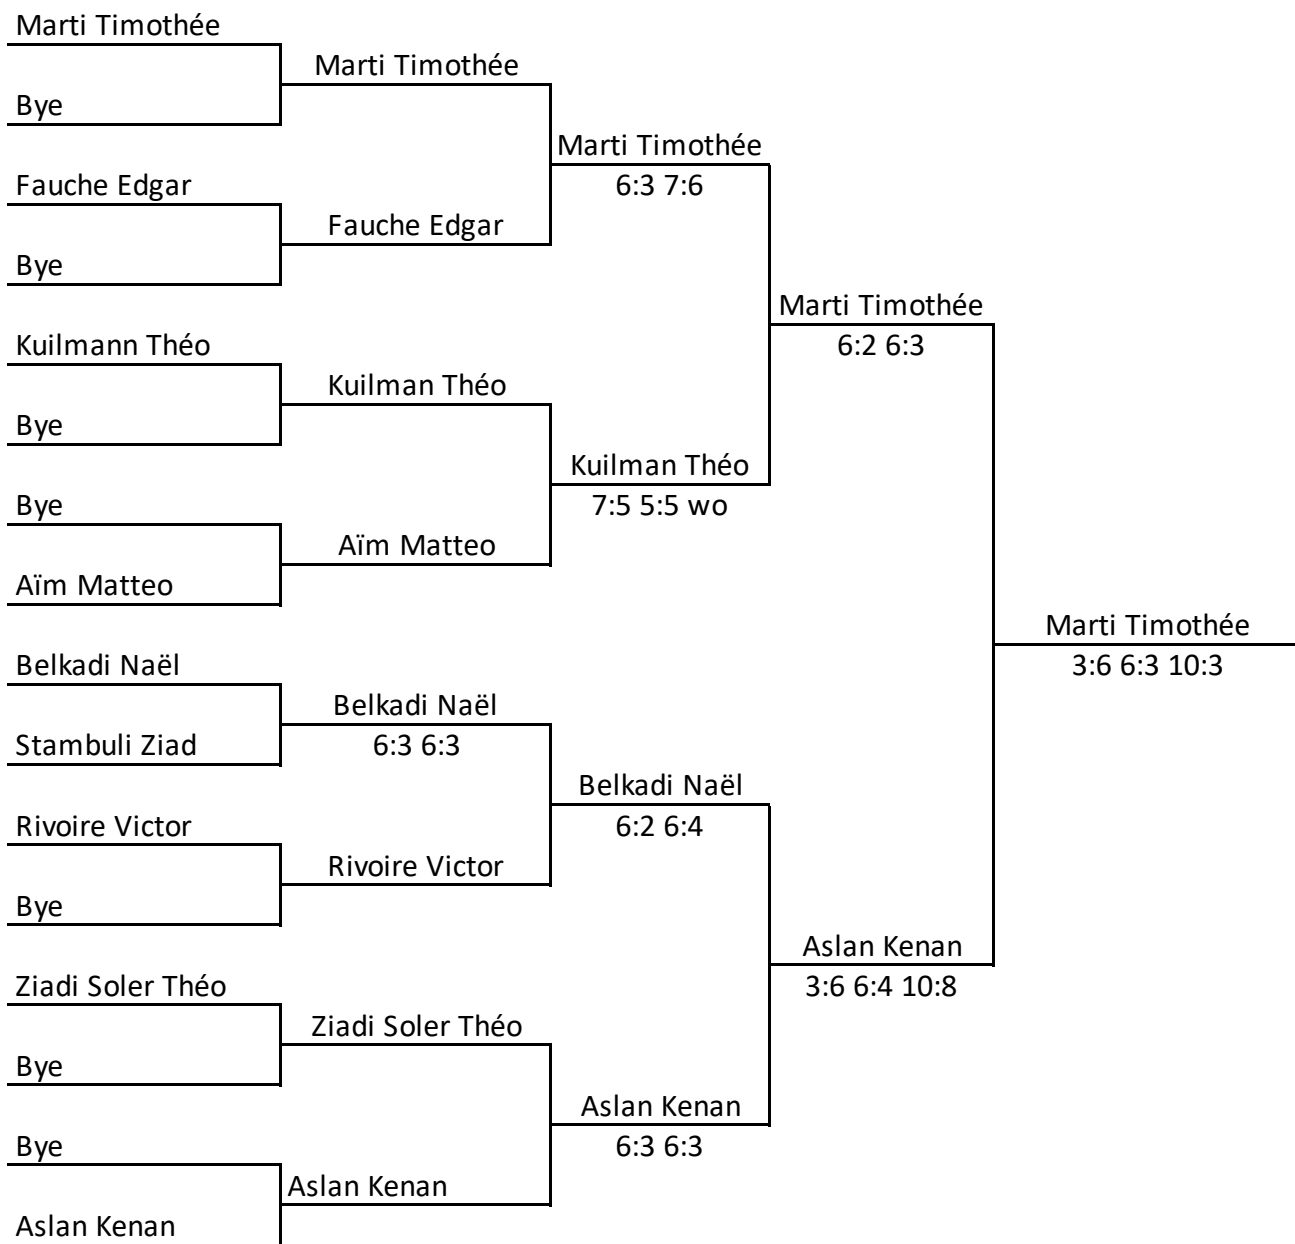 Marti Timothée
Marti Timothée
Bye
Marti Timothée
6:3 7:6
Fauche Edgar
Fauche Edgar
Bye
Marti Timothée
6:2 6:3
Kuilmann Théo
Kuilman Théo
Bye
Kuilman Théo
7:5 5:5 wo
Bye
Aïm Matteo
Aïm Matteo
Marti Timothée
3:6 6:3 10:3
Belkadi Naël
Belkadi Naël
6:3 6:3
Stambuli Ziad
Belkadi Naël
6:2 6:4
Rivoire Victor
Rivoire Victor
Bye
Aslan Kenan
3:6 6:4 10:8
Ziadi Soler Théo
Ziadi Soler Théo
Bye
Aslan Kenan
6:3 6:3
Bye
Aslan Kenan
Aslan Kenan